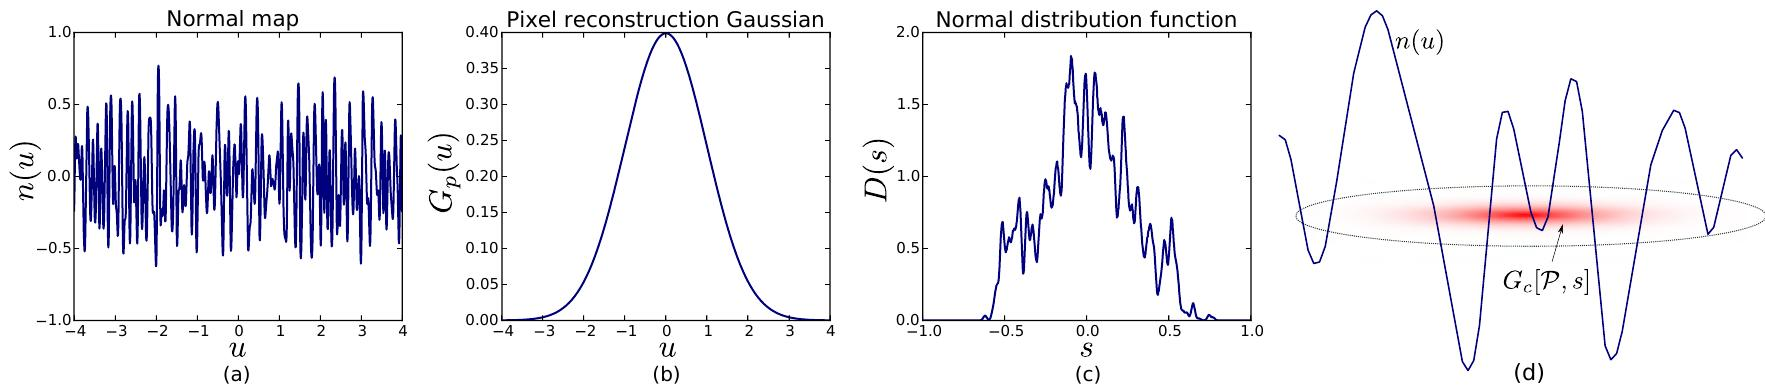 Normal map
1.0
0.5
0.0
−0.5
−1.0
n(u)
−4 −3 −2 −1 0 1 2 3 4
u
(a)
Pixel reconstruction Gaussian
0.40
0.35
0.30
0.25
0.20
0.15
0.10
0.05
0.00
G_p(u)
−4 −3 −2 −1 0 1 2 3 4
u
(b)
Normal distribution function
2.0
1.5
1.0
0.5
0.0
D(s)
−1.0 −0.5 0.0 0.5 1.0
s
(c)
n(u)
G_c[𝒫, s]
(d)